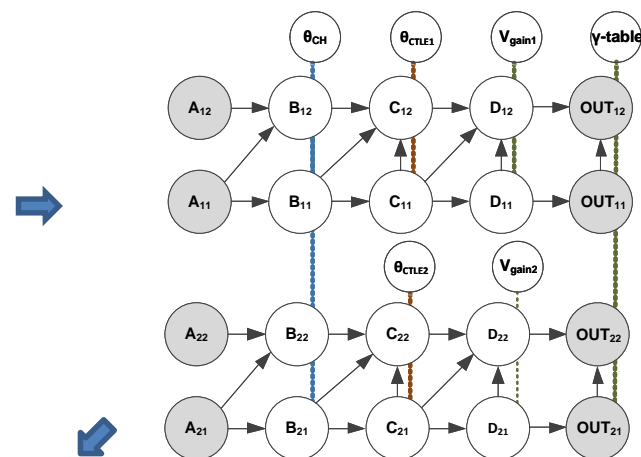 θCH θCTLE1 Vgain1 γ-table
A12 B12 C12 D12 OUT12
A11 B11 C11 D11 OUT11
θCTLE2 Vgain2
A22 B22 C22 D22 OUT22
A21 B21 C21 D21 OUT21